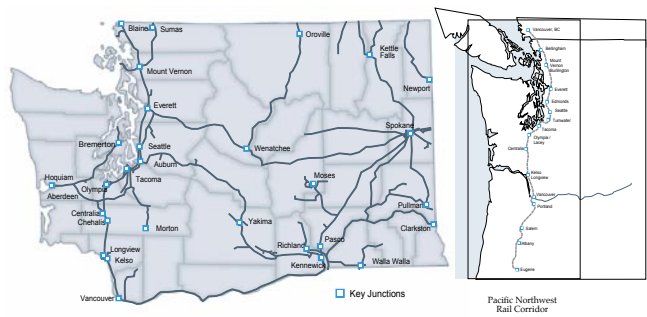 Blaine
Sumas
Oroville
Kettle
Falls
Mount Vernon
Newport
Everett
Spokane
Bremerton
Seattle
Wenatchee
Auburn
Hoquiam
Tacoma
Moses
Aberdeen
Olympia
Pullman
Centralia
Chehalis
Morton
Yakima
Clarkston
Richland
Pasco
Longview
Kelso
Kennewick
Walla Walla
Vancouver
Key Junctions
Vancouver, BC
Bellingham
Mount
Vernon
Burlington
Everett
Edmonds
Seattle
Tumwater
Tacoma
Olympia /
Lacey
Centralia
Kelso
Longview
Vancouver
Portland
Salem
Albany
Eugene
Pacific Northwest
Rail Corridor